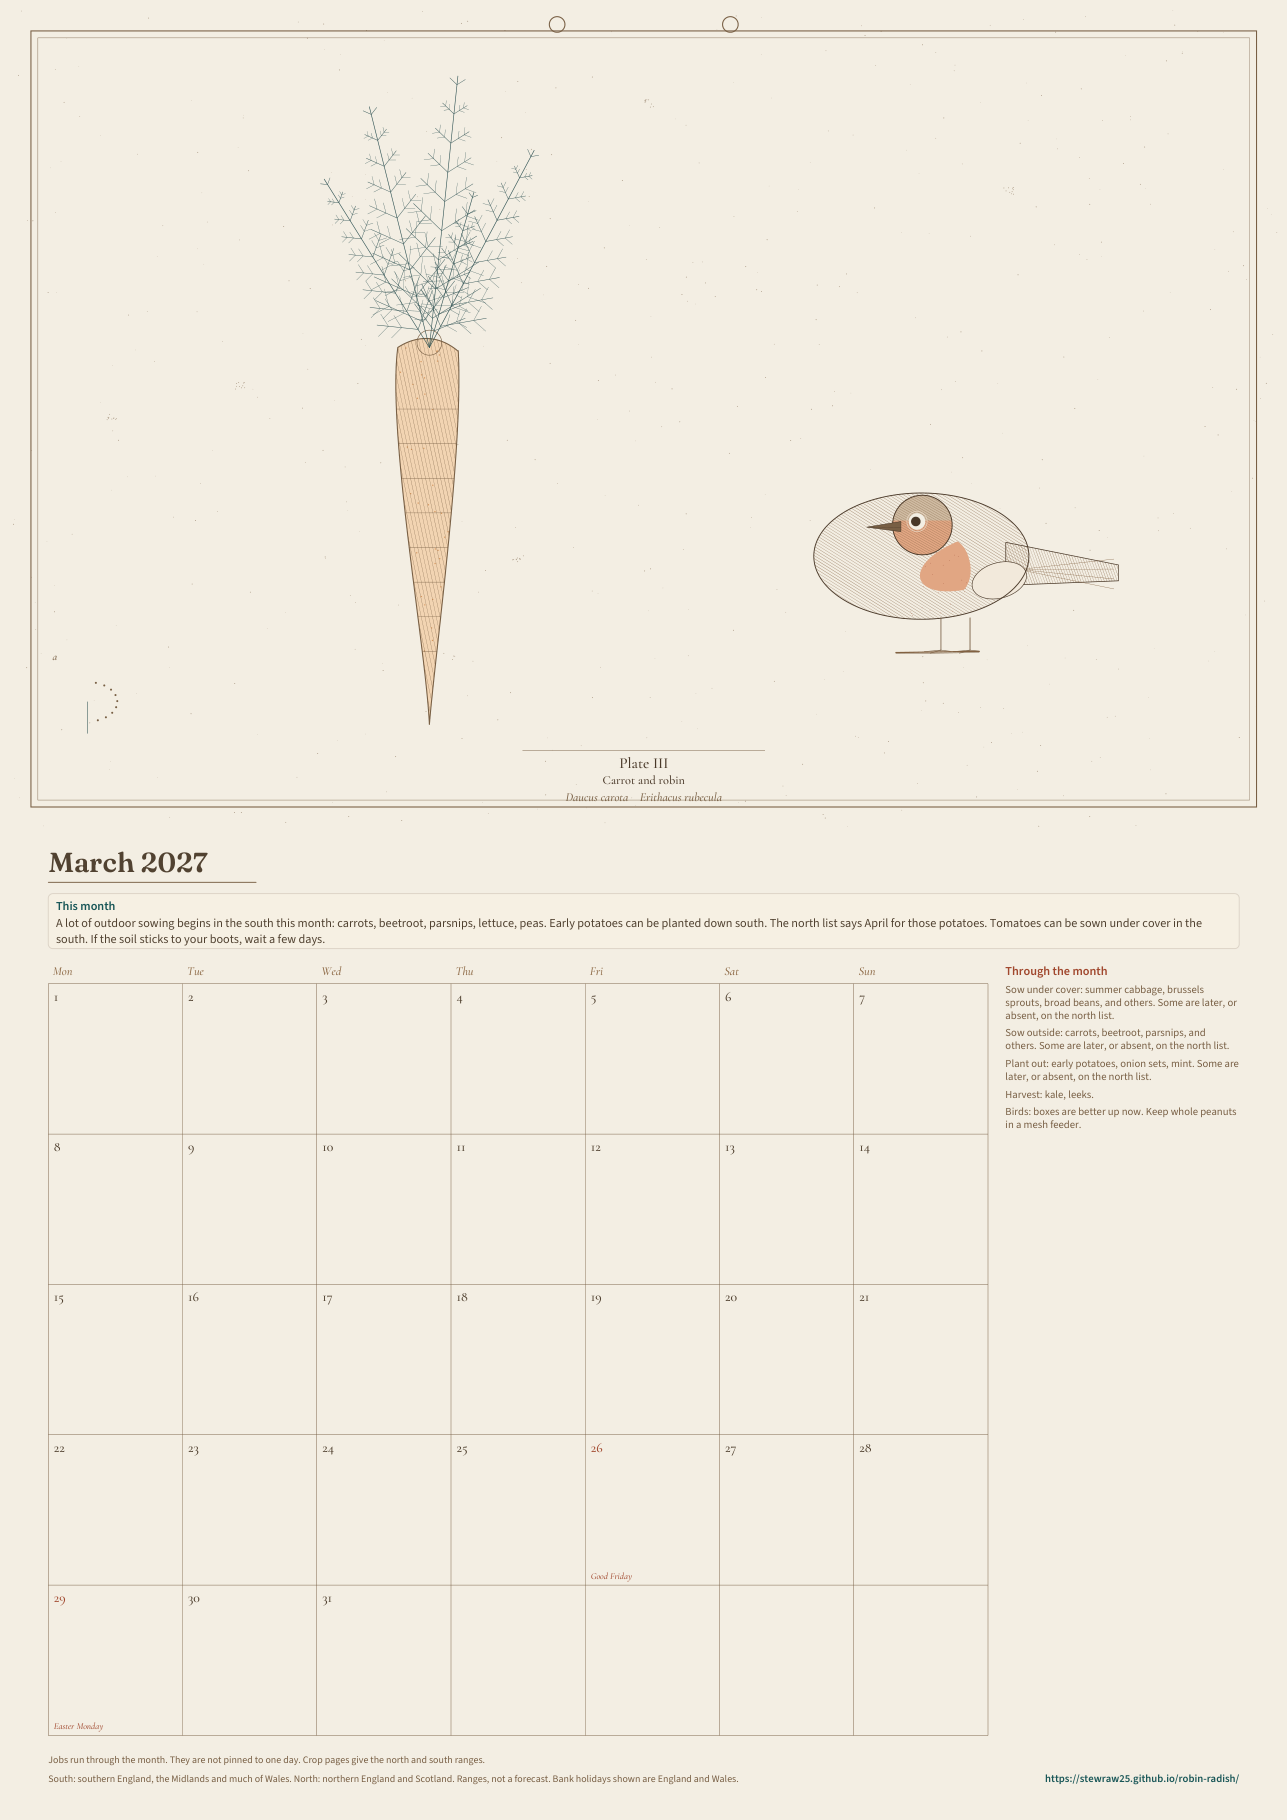 a
Plate III
Carrot and robin
Daucus carota Erithacus rubecula
March 2027
This month
A lot of outdoor sowing begins in the south this month: carrots, beetroot, parsnips, lettuce, peas. Early potatoes can be planted down south. The north list says April for those potatoes. Tomatoes can be sown under cover in the
south. If the soil sticks to your boots, wait a few days.
Mon Tue Wed Thu Fri Sat Sun
1 2 3 4 5 6 7
8 9 10 11 12 13 14
15 16 17 18 19 20 21
22 23 24 25 26 27 28
Good Friday
29 30 31
Easter Monday
Through the month
Sow under cover: summer cabbage, brussels
sprouts, broad beans, and others. Some are later, or
absent, on the north list.
Sow outside: carrots, beetroot, parsnips, and
others. Some are later, or absent, on the north list.
Plant out: early potatoes, onion sets, mint. Some are
later, or absent, on the north list.
Harvest: kale, leeks.
Birds: boxes are better up now. Keep whole peanuts
in a mesh feeder.
Jobs run through the month. They are not pinned to one day. Crop pages give the north and south ranges.
South: southern England, the Midlands and much of Wales. North: northern England and Scotland. Ranges, not a forecast. Bank holidays shown are England and Wales.
https://stewraw25.github.io/robin-radish/